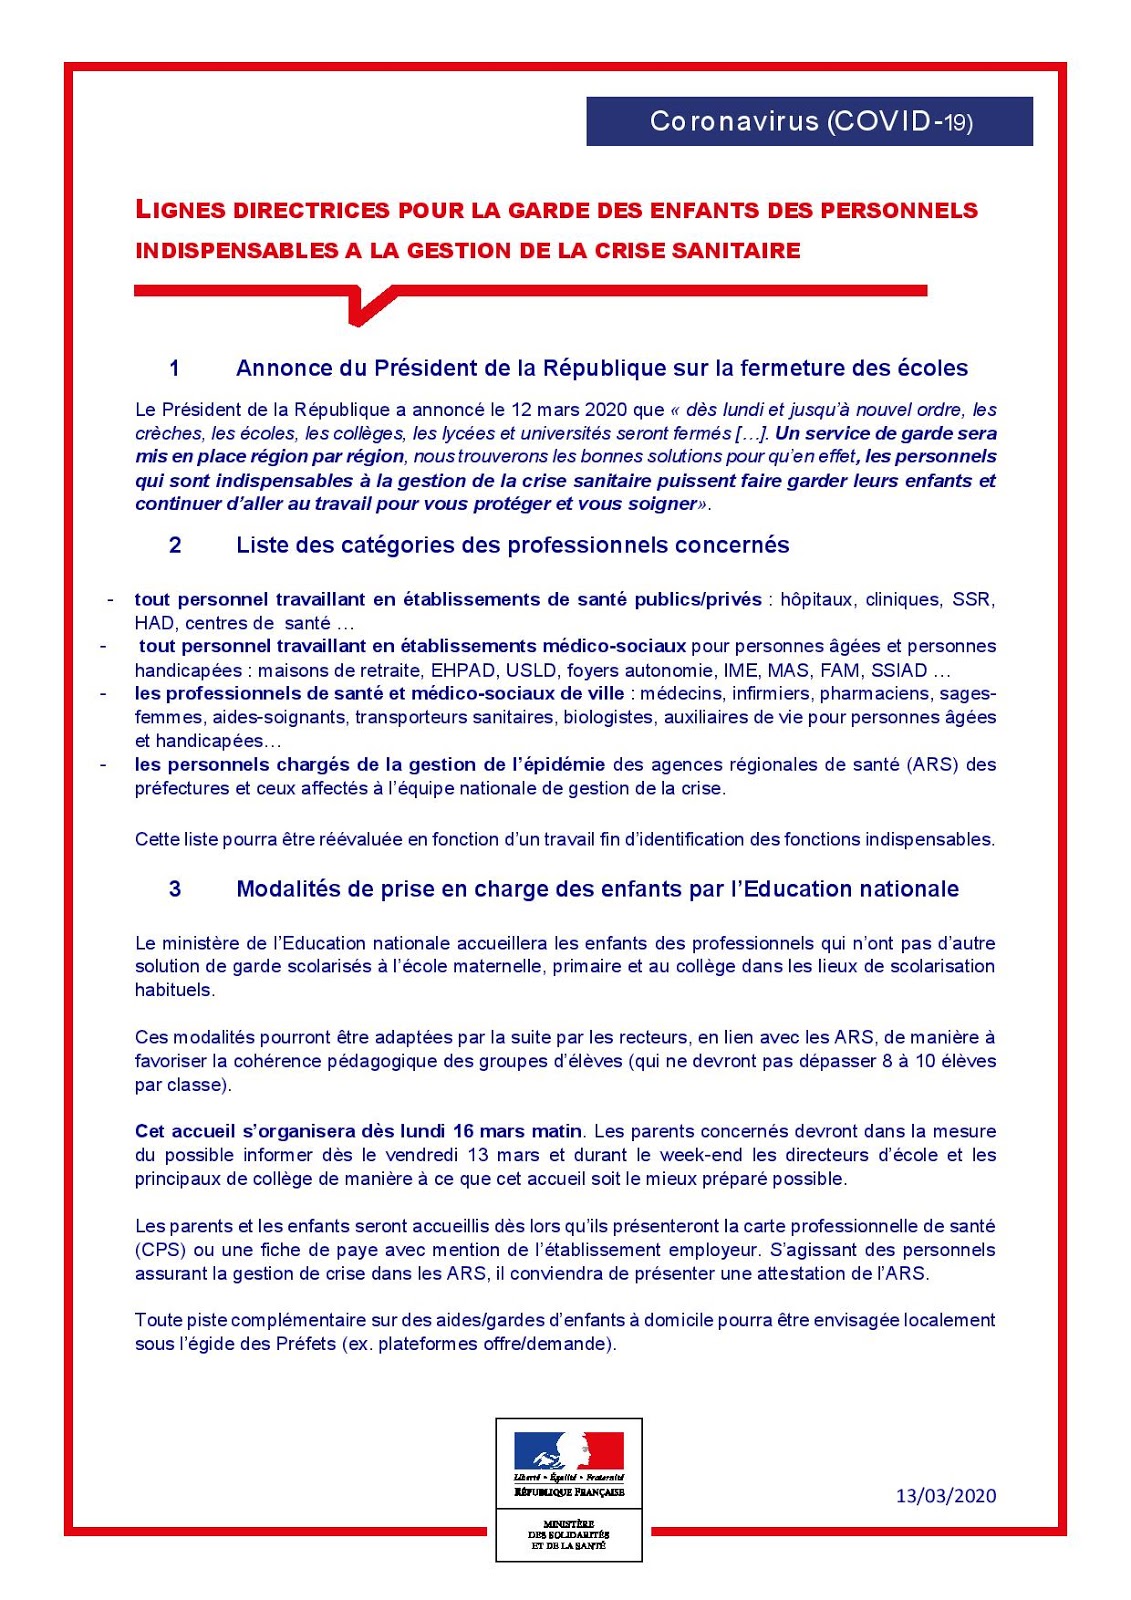 Coronavirus (COVID-19)
LIGNES DIRECTRICES POUR LA GARDE DES ENFANTS DES PERSONNELS
INDISPENSABLES A LA GESTION DE LA CRISE SANITAIRE
1 Annonce du Président de la République sur la fermeture des écoles
Le Président de la République a annoncé le 12 mars 2020 que « dès lundi et jusqu’à nouvel ordre, les
crèches, les écoles, les collèges, les lycées et universités seront fermés […]. Un service de garde sera
mis en place région par région, nous trouverons les bonnes solutions pour qu’en effet, les personnels
qui sont indispensables à la gestion de la crise sanitaire puissent faire garder leurs enfants et
continuer d’aller au travail pour vous protéger et vous soigner».
2 Liste des catégories des professionnels concernés
- tout personnel travaillant en établissements de santé publics/privés : hôpitaux, cliniques, SSR,
HAD, centres de santé …
- tout personnel travaillant en établissements médico-sociaux pour personnes âgées et personnes
handicapées : maisons de retraite, EHPAD, USLD, foyers autonomie, IME, MAS, FAM, SSIAD …
- les professionnels de santé et médico-sociaux de ville : médecins, infirmiers, pharmaciens, sages-
femmes, aides-soignants, transporteurs sanitaires, biologistes, auxiliaires de vie pour personnes âgées
et handicapées…
- les personnels chargés de la gestion de l’épidémie des agences régionales de santé (ARS) des
préfectures et ceux affectés à l’équipe nationale de gestion de la crise.
Cette liste pourra être réévaluée en fonction d’un travail fin d’identification des fonctions indispensables.
3 Modalités de prise en charge des enfants par l’Education nationale
Le ministère de l’Education nationale accueillera les enfants des professionnels qui n’ont pas d’autre
solution de garde scolarisés à l’école maternelle, primaire et au collège dans les lieux de scolarisation
habituels.
Ces modalités pourront être adaptées par la suite par les recteurs, en lien avec les ARS, de manière à
favoriser la cohérence pédagogique des groupes d’élèves (qui ne devront pas dépasser 8 à 10 élèves
par classe).
Cet accueil s’organisera dès lundi 16 mars matin. Les parents concernés devront dans la mesure
du possible informer dès le vendredi 13 mars et durant le week-end les directeurs d’école et les
principaux de collège de manière à ce que cet accueil soit le mieux préparé possible.
Les parents et les enfants seront accueillis dès lors qu’ils présenteront la carte professionnelle de santé
(CPS) ou une fiche de paye avec mention de l’établissement employeur. S’agissant des personnels
assurant la gestion de crise dans les ARS, il conviendra de présenter une attestation de l’ARS.
Toute piste complémentaire sur des aides/gardes d’enfants à domicile pourra être envisagée localement
sous l’égide des Préfets (ex. plateformes offre/demande).
Liberté • Égalité • Fraternité
RÉPUBLIQUE FRANÇAISE
MINISTÈRE
DES SOLIDARITÉS
ET DE LA SANTÉ
13/03/2020